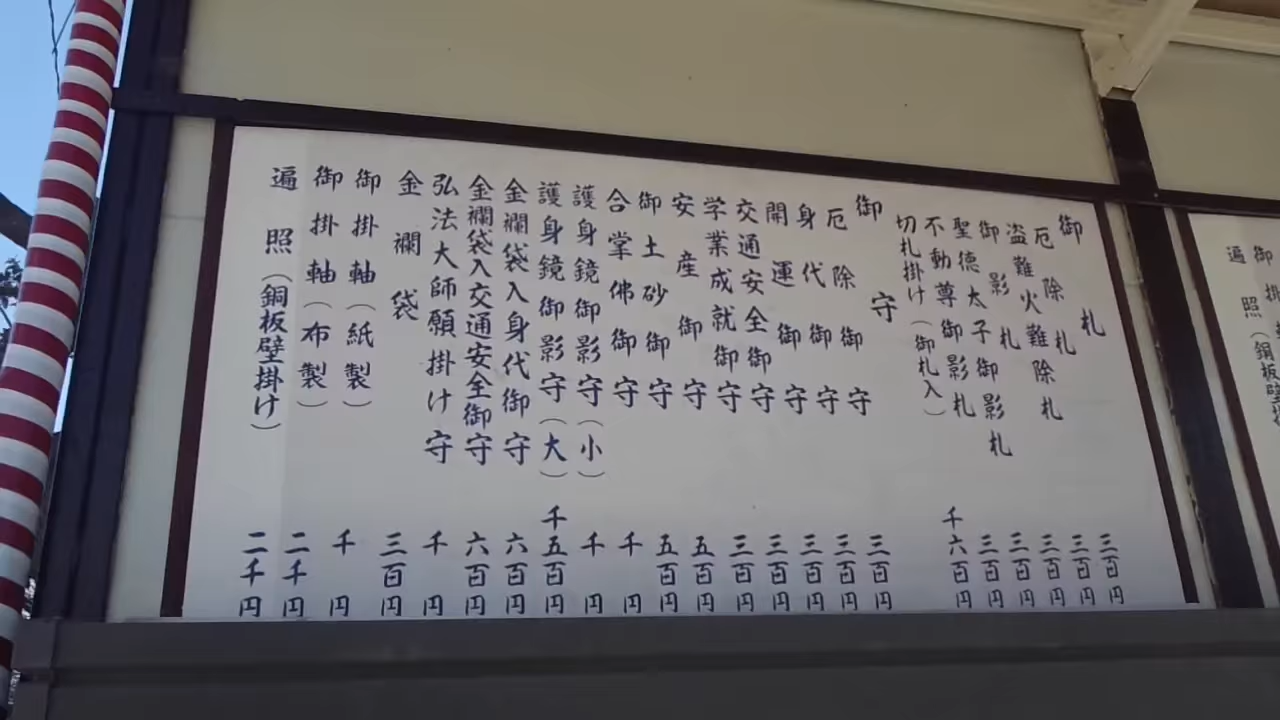 御掛
遍照（銅板壁掛
御札
厄除札 三百円
盗難火難除札 三百円
御影札 三百円
聖徳太子御影札 三百円
不動尊御影札 三百円
切札掛け（御札入） 千六百円
御守
厄除御守 三百円
身代御守 三百円
開運御守 三百円
交通安全御守 三百円
学業成就御守 三百円
安産御守 五百円
御土砂御守 五百円
合掌佛御守 千円
護身鏡御影守（小） 千円
護身鏡御影守（大） 千五百円
金襴袋入身代御守 六百円
金襴袋入交通安全御守 六百円
弘法大師願掛け守 千円
金襴袋 三百円
御掛軸（紙製） 千円
御掛軸（布製） 二千円
遍照（銅板壁掛け） 二千円